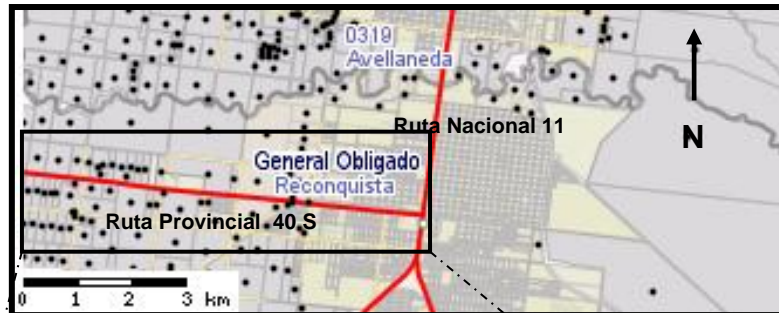 0319
Avellaneda
Ruta Nacional 11
N
General Obligado
Reconquista
Ruta Provincial 40 S
0 1 2 3 km